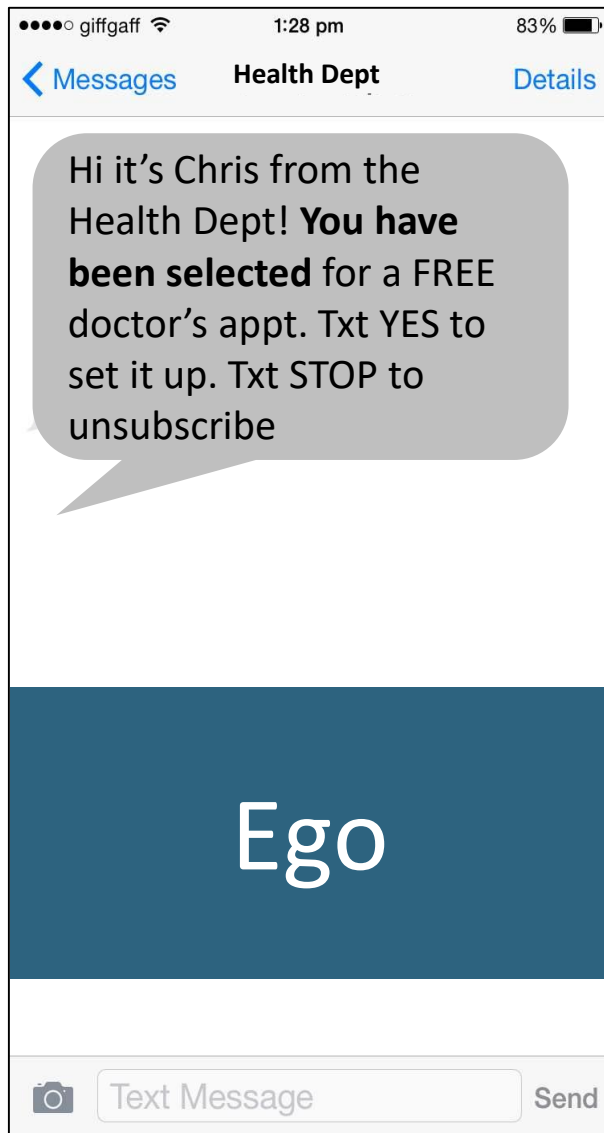 giffgaff 1:28 pm 83%
Messages Health Dept Details
Hi it's Chris from the
Health Dept! You have
been selected for a FREE
doctor's appt. Txt YES to
set it up. Txt STOP to
unsubscribe
Ego
Text Message Send